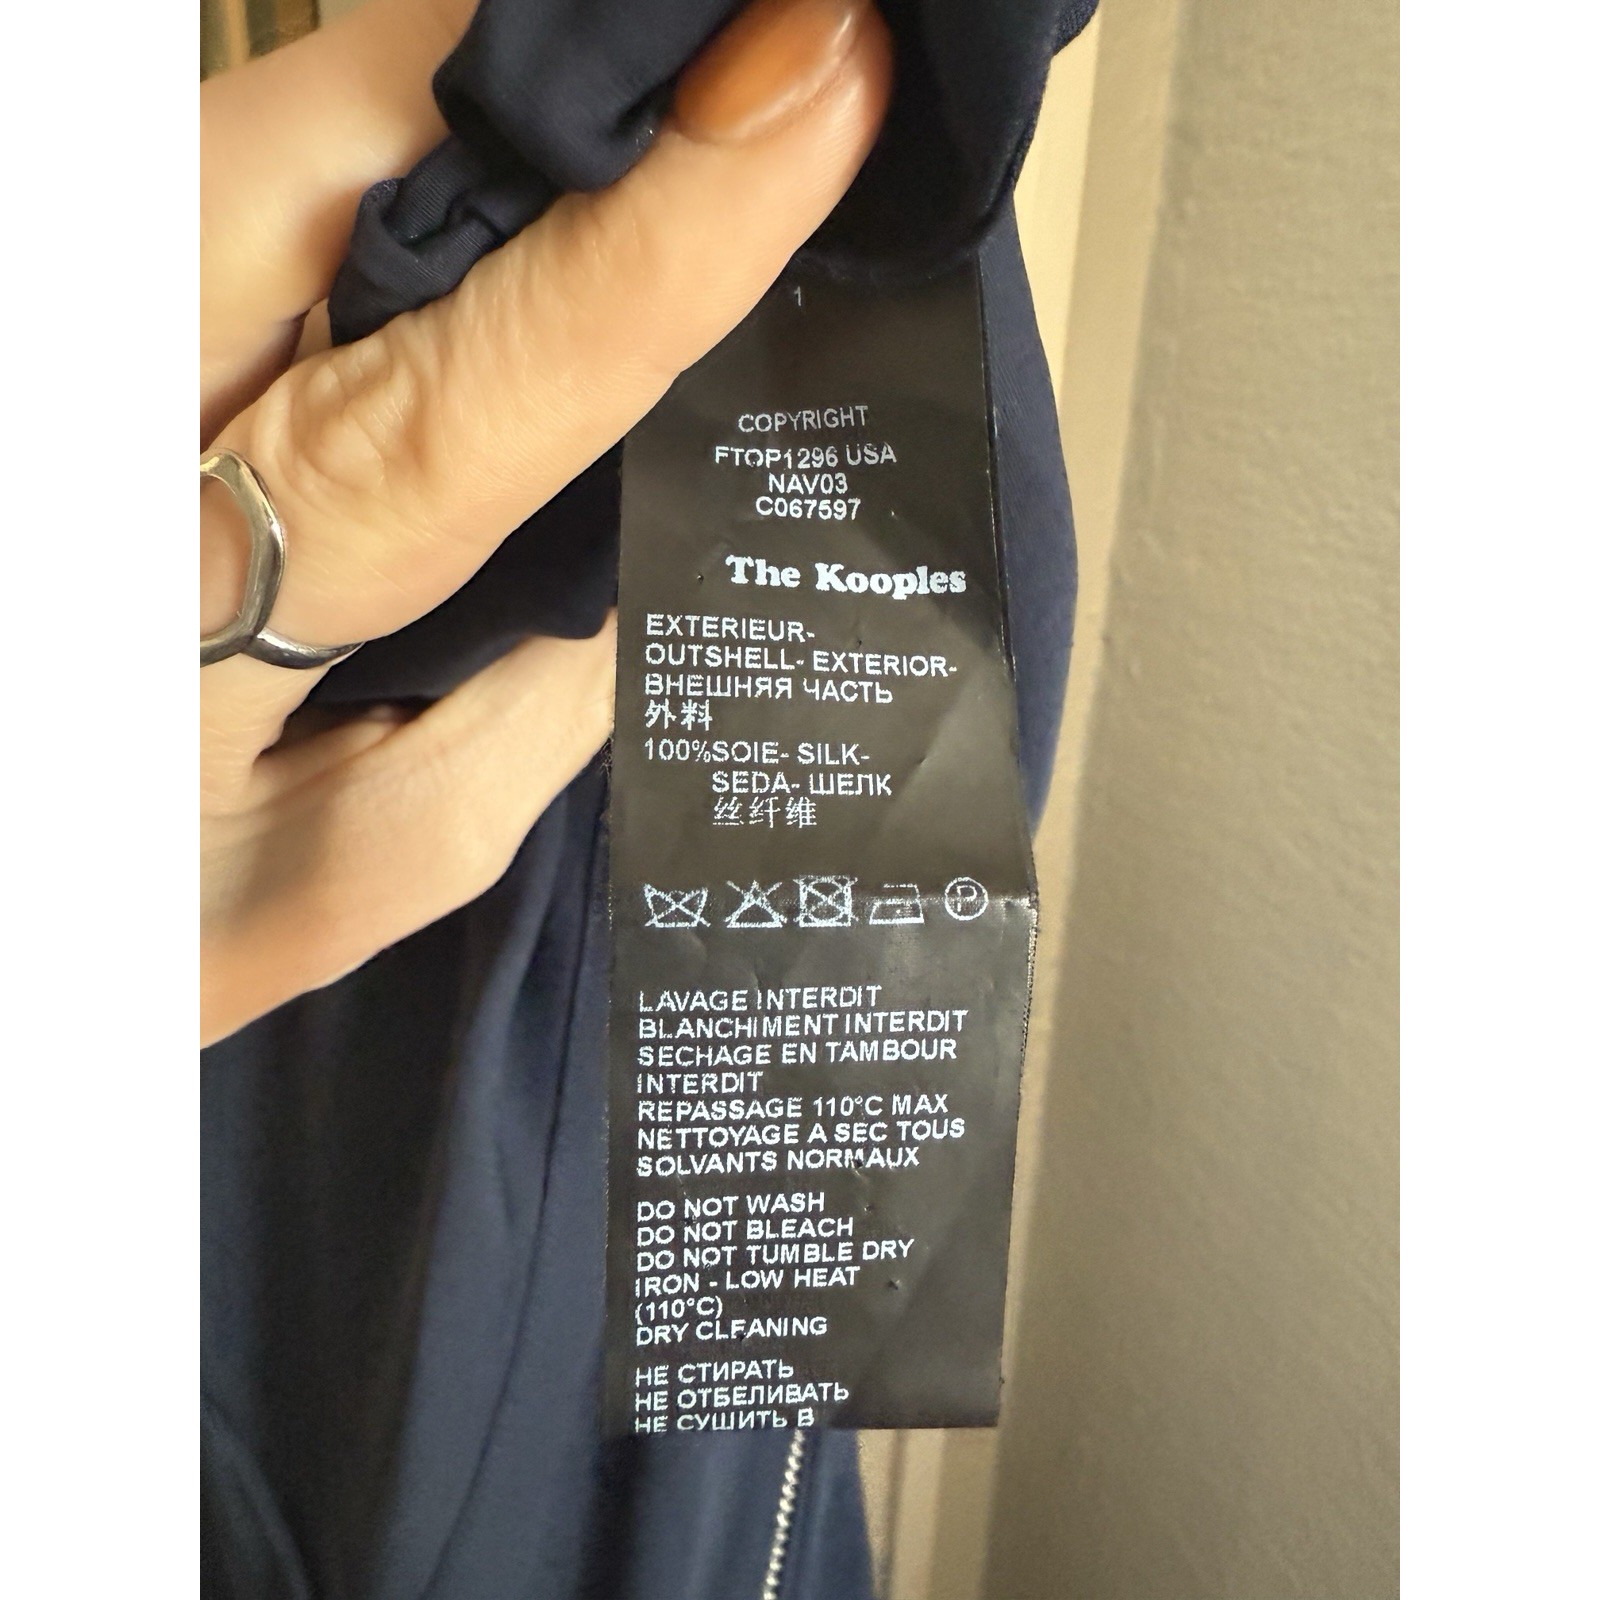 1
COPYRIGHT
FTOP1296 USA
NAV03
C067597
The Kooples
EXTERIEUR-
OUTSHELL- EXTERIOR-
ВНЕШНЯЯ ЧАСТЬ
外料
100%SOIE- SILK-
SEDA- ШЕЛК
丝纤维
P
LAVAGE INTERDIT
BLANCHIMENT INTERDIT
SECHAGE EN TAMBOUR
INTERDIT
REPASSAGE 110°C MAX
NETTOYAGE A SEC TOUS
SOLVANTS NORMAUX
DO NOT WASH
DO NOT BLEACH
DO NOT TUMBLE DRY
IRON - LOW HEAT
(110°C)
DRY CLEANING
НЕ СТИРАТЬ
НЕ ОТБЕЛИВАТЬ
НЕ СУШИТЬ В